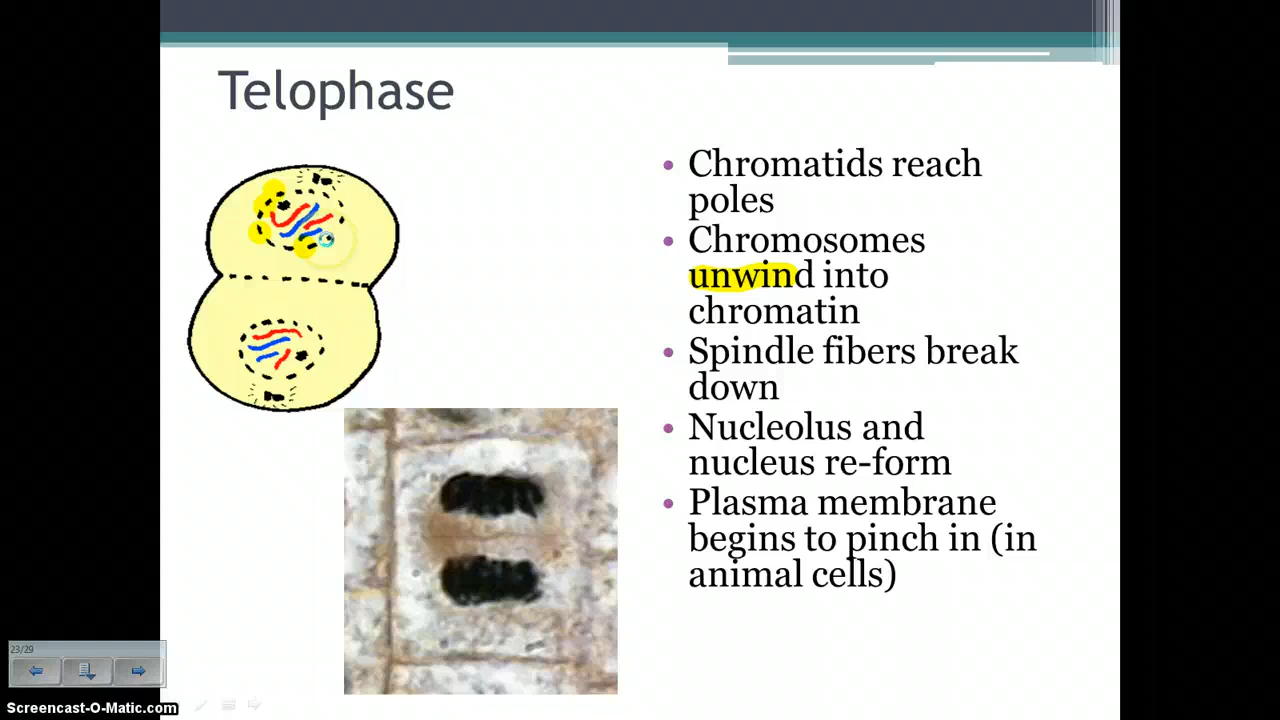 Telophase
• Chromatids reach
poles
• Chromosomes
unwind into
chromatin
• Spindle fibers break
down
• Nucleolus and
nucleus re-form
• Plasma membrane
begins to pinch in (in
animal cells)
23/29
Screencast-O-Matic.com